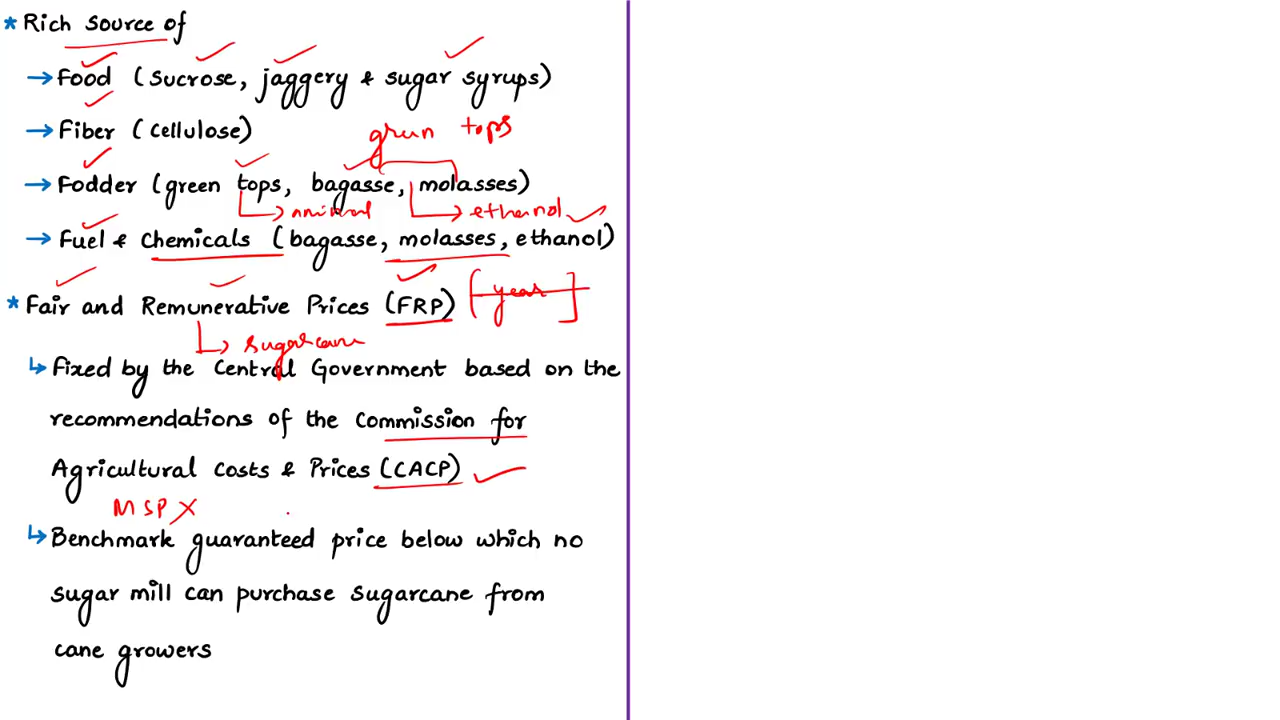 * Rich Source of
→ Food (Sucrose, jaggery & sugar syrups)
→ Fiber (cellulose)
green tops
→ Fodder (green tops, bagasse, molasses)
→ animal → ethanol
→ Fuel & Chemicals (bagasse, molasses, ethanol)
* Fair and Remunerative Prices (FRP) [year]
→ sugarcane
↳ Fixed by the Central Government based on the
recommendations of the Commission for
Agricultural Costs & Prices (CACP)
MSP X
↳ Benchmark guaranteed price below which no
sugar mill can purchase sugarcane from
cane growers